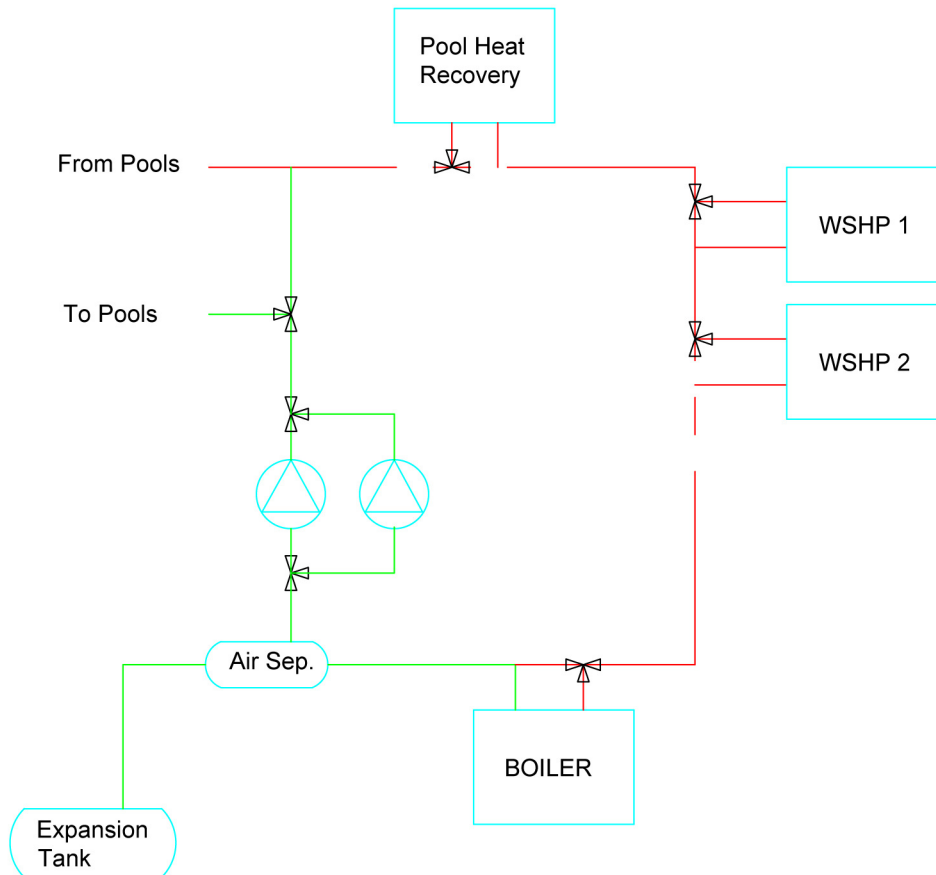 Pool Heat
Recovery
From Pools
WSHP 1
To Pools
WSHP 2
Air Sep.
BOILER
Expansion
Tank